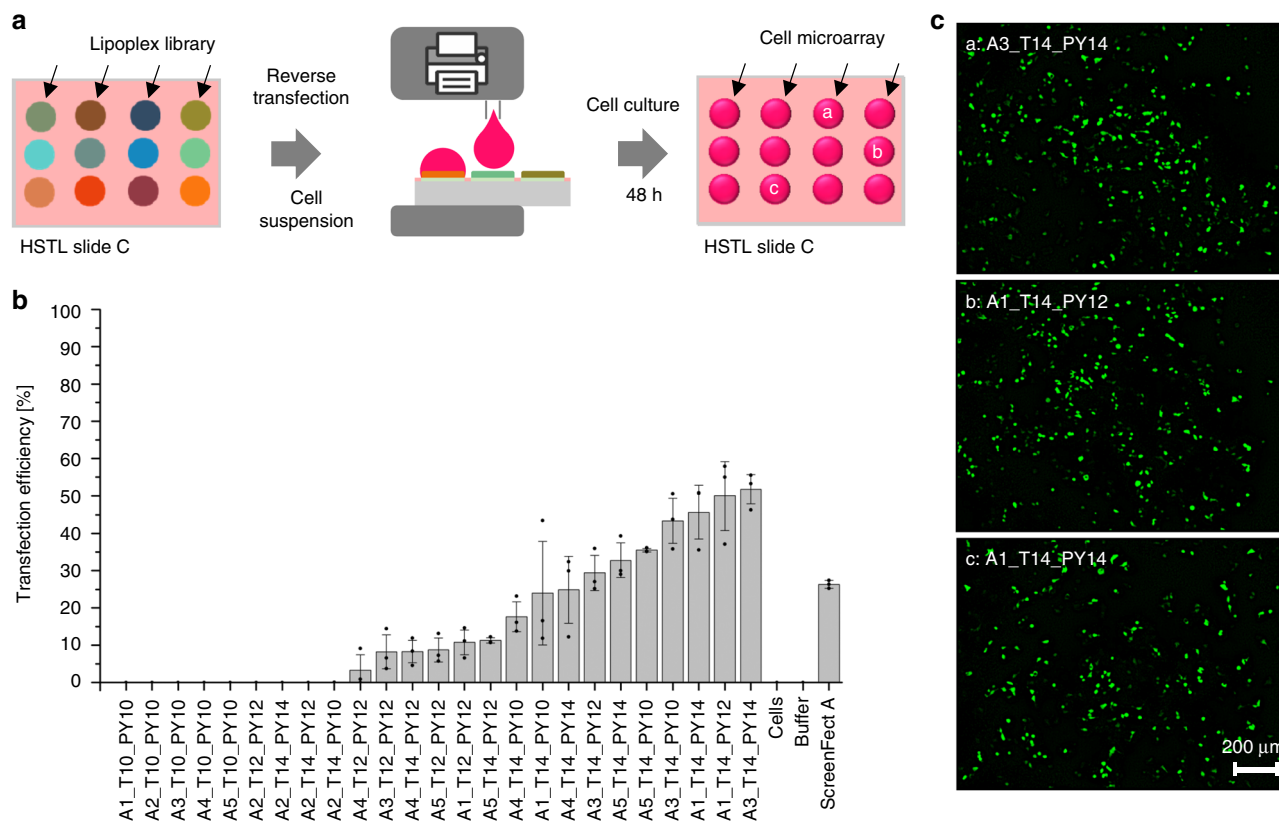 a
Lipoplex library
Reverse
transfection
Cell
suspension
HSTL slide C
Cell culture
48 h
Cell microarray
a
b
c
HSTL slide C
b
Transfection efficiency [%]
100
90
80
70
60
50
40
30
20
10
0
A1_T10_PY10
A2_T10_PY10
A3_T10_PY10
A4_T10_PY10
A5_T10_PY10
A2_T12_PY12
A2_T14_PY12
A2_T14_PY14
A2_T14_PY10
A4_T12_PY12
A3_T12_PY12
A4_T14_PY12
A5_T12_PY12
A1_T12_PY12
A5_T14_PY12
A4_T14_PY10
A1_T14_PY10
A4_T14_PY14
A3_T14_PY12
A5_T14_PY14
A5_T14_PY10
A3_T14_PY10
A1_T14_PY14
A1_T14_PY12
A3_T14_PY14
Cells
Buffer
ScreenFect A
c
a: A3_T14_PY14
b: A1_T14_PY12
c: A1_T14_PY14
200 μm